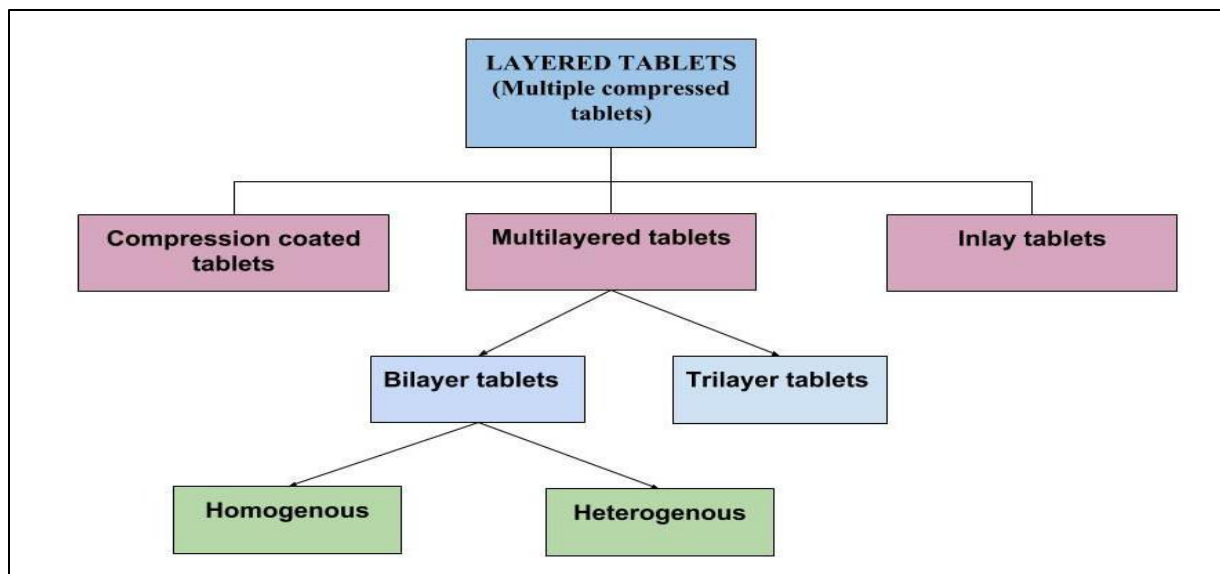 LAYERED TABLETS
(Multiple compressed
tablets)
Compression coated
tablets
Multilayered tablets
Inlay tablets
Bilayer tablets
Trilayer tablets
Homogenous
Heterogenous